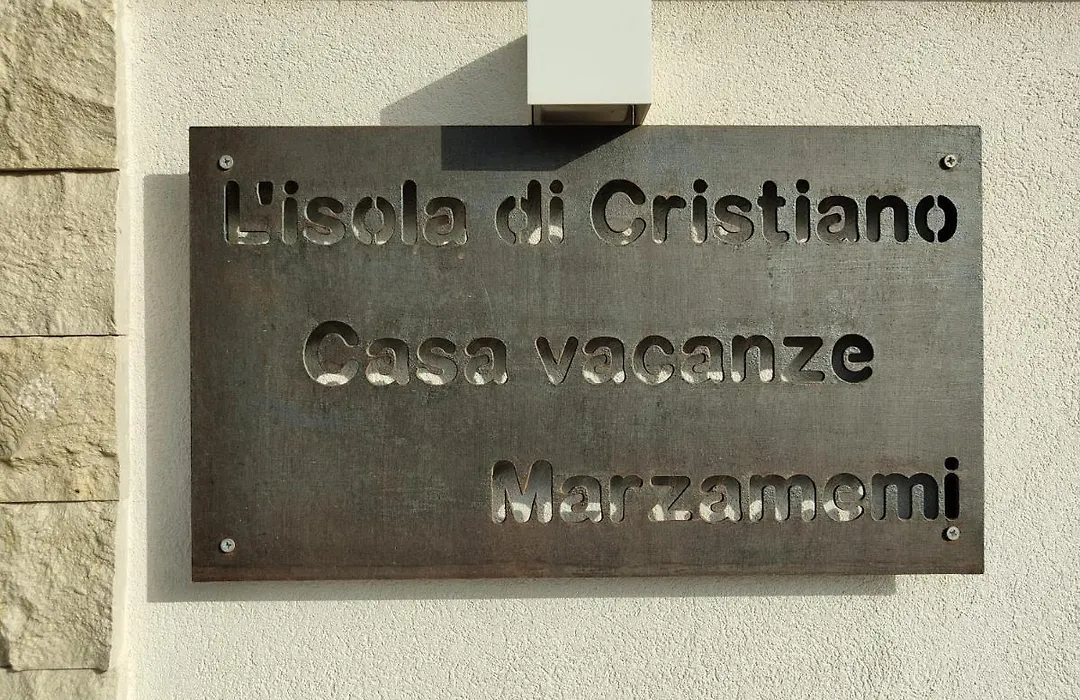 L'isola di Cristiano
Casa vacanze
Marzamemi